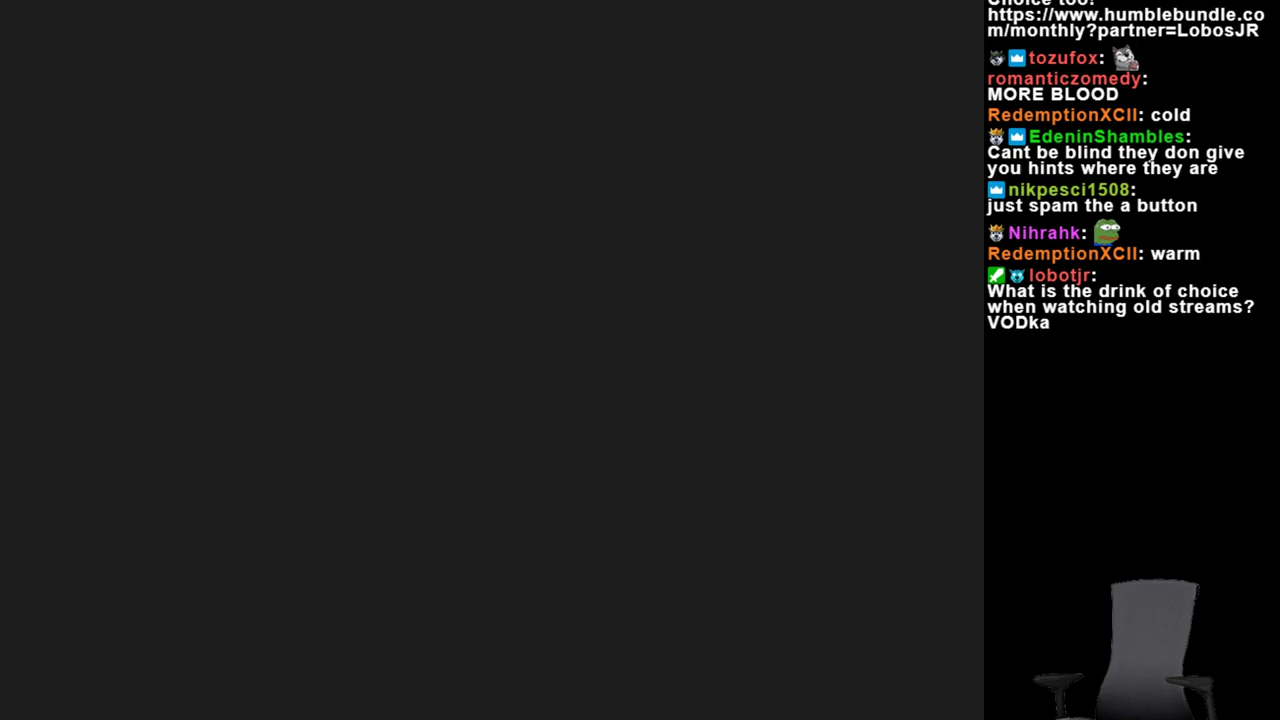 Choice too!
https://www.humblebundle.co
m/monthly?partner=LobosJR
tozufox:
romanticzomedy:
MORE BLOOD
RedemptionXCII: cold
EdeninShambles:
Cant be blind they don give
you hints where they are
nikpesci1508:
just spam the a button
Nihrahk:
RedemptionXCII: warm
lobotjr:
What is the drink of choice
when watching old streams?
VODka